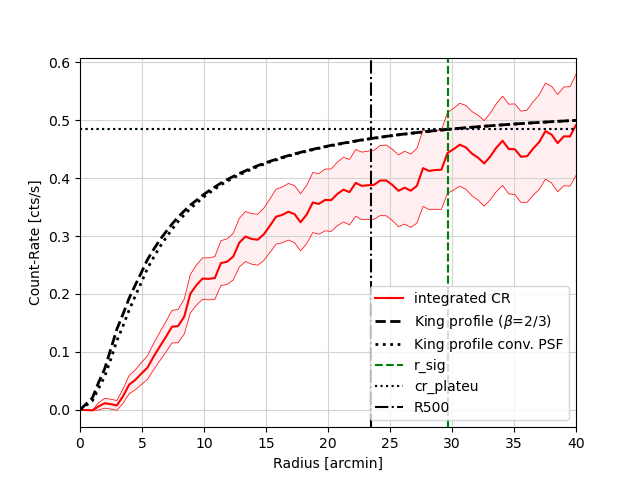 0.6
0.5
0.4
0.3
0.2
0.1
0.0
Count-Rate [cts/s]
integrated CR
King profile (β=2/3)
King profile conv. PSF
r_sig
cr_plateu
R500
0 5 10 15 20 25 30 35 40
Radius [arcmin]